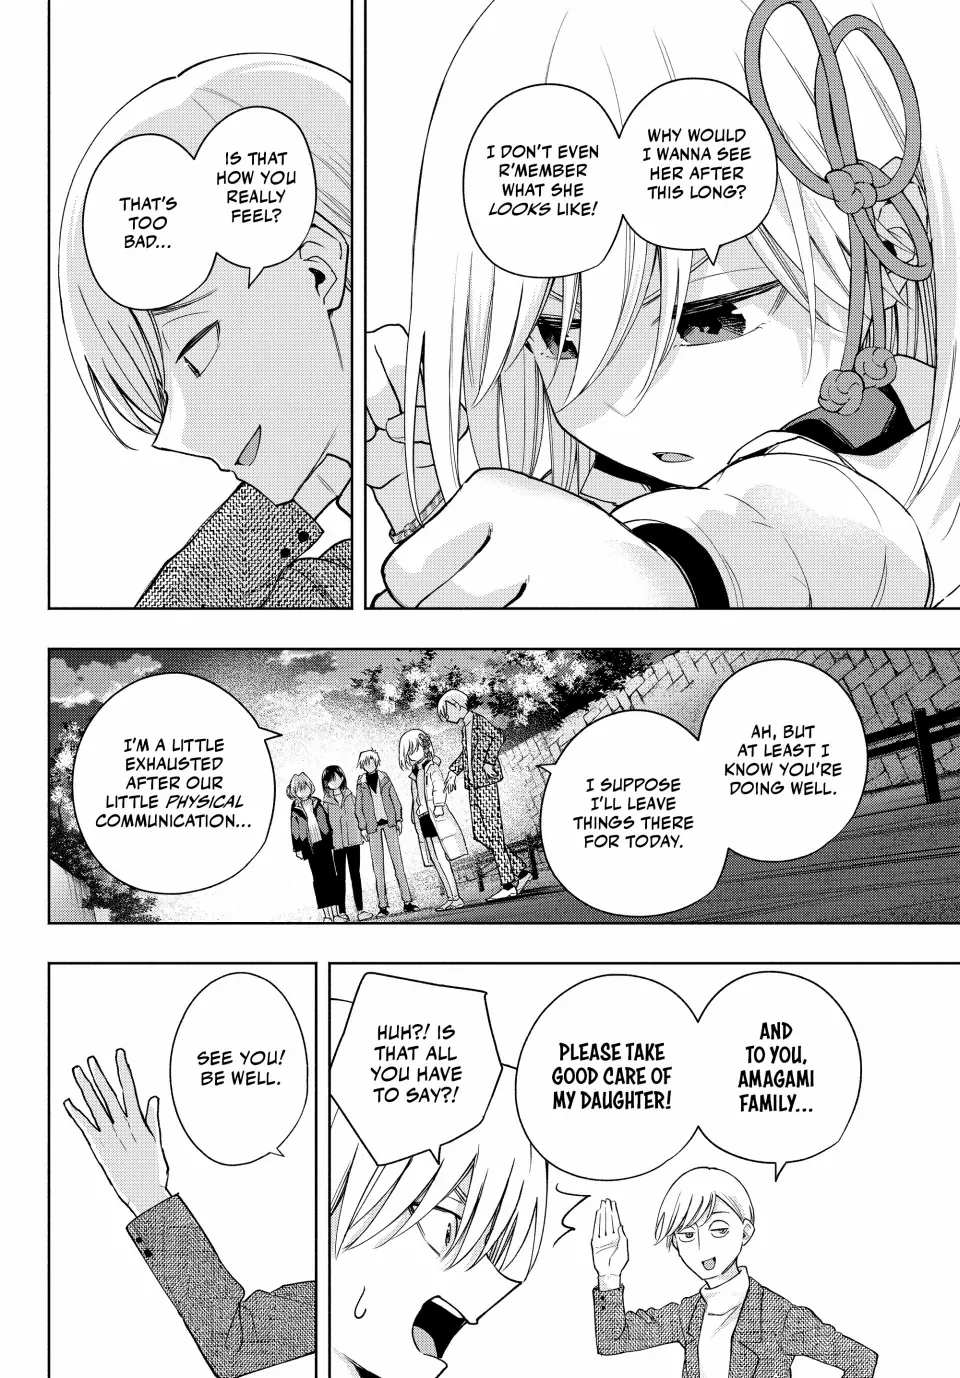 WHY WOULD
I WANNA SEE
HER AFTER
THIS LONG?
I DON'T EVEN
R'MEMBER
WHAT SHE
LOOKS LIKE!
IS THAT
HOW YOU
REALLY
FEEL?
THAT'S
TOO
BAD...
AH, BUT
AT LEAST I
KNOW YOU'RE
DOING WELL.
I SUPPOSE
I'LL LEAVE
THINGS THERE
FOR TODAY.
I'M A LITTLE
EXHAUSTED
AFTER OUR
LITTLE PHYSICAL
COMMUNICATION...
AND
TO YOU,
AMAGAMI
FAMILY...
PLEASE TAKE
GOOD CARE OF
MY DAUGHTER!
HUH?! IS
THAT ALL
YOU HAVE
TO SAY?!
SEE YOU!
BE WELL.